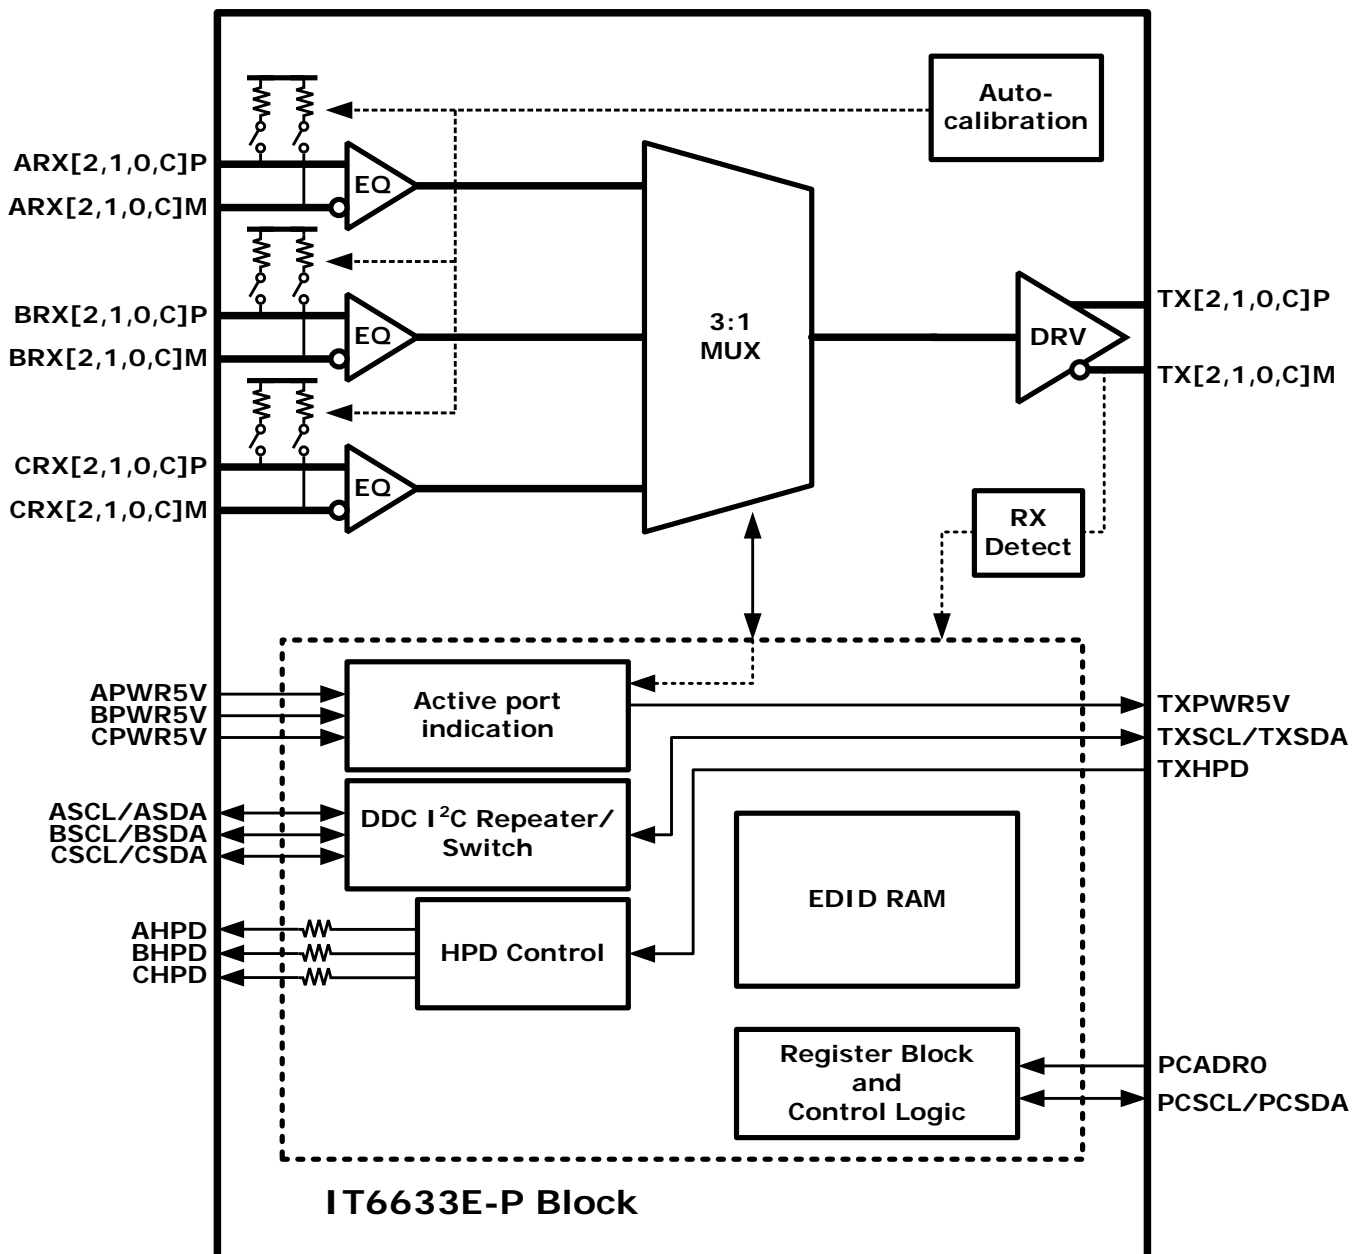 Auto-
calibration
ARX[2,1,0,C]P
ARX[2,1,0,C]M
EQ
BRX[2,1,0,C]P
BRX[2,1,0,C]M
EQ
CRX[2,1,0,C]P
CRX[2,1,0,C]M
EQ
3:1
MUX
DRV
TX[2,1,0,C]P
TX[2,1,0,C]M
RX
Detect
APWR5V
BPWR5V
CPWR5V
Active port
indication
TXPWR5V
TXSCL/TXSDA
TXHPD
ASCL/ASDA
BSCL/BSDA
CSCL/CSDA
DDC I²C Repeater/
Switch
EDID RAM
AHPD
BHPD
CHPD
HPD Control
Register Block
and
Control Logic
PCADR0
PCSCL/PCSDA
IT6633E-P Block